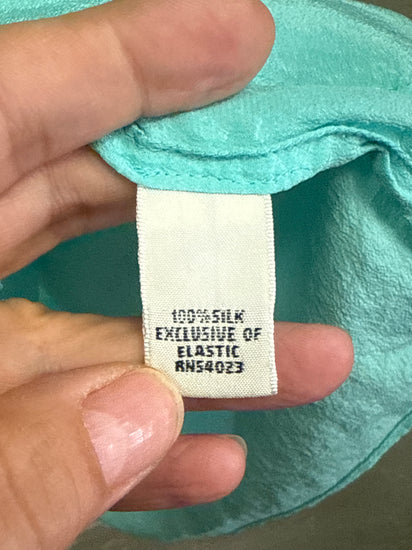 100% SILK
EXCLUSIVE OF
ELASTIC
RN54023